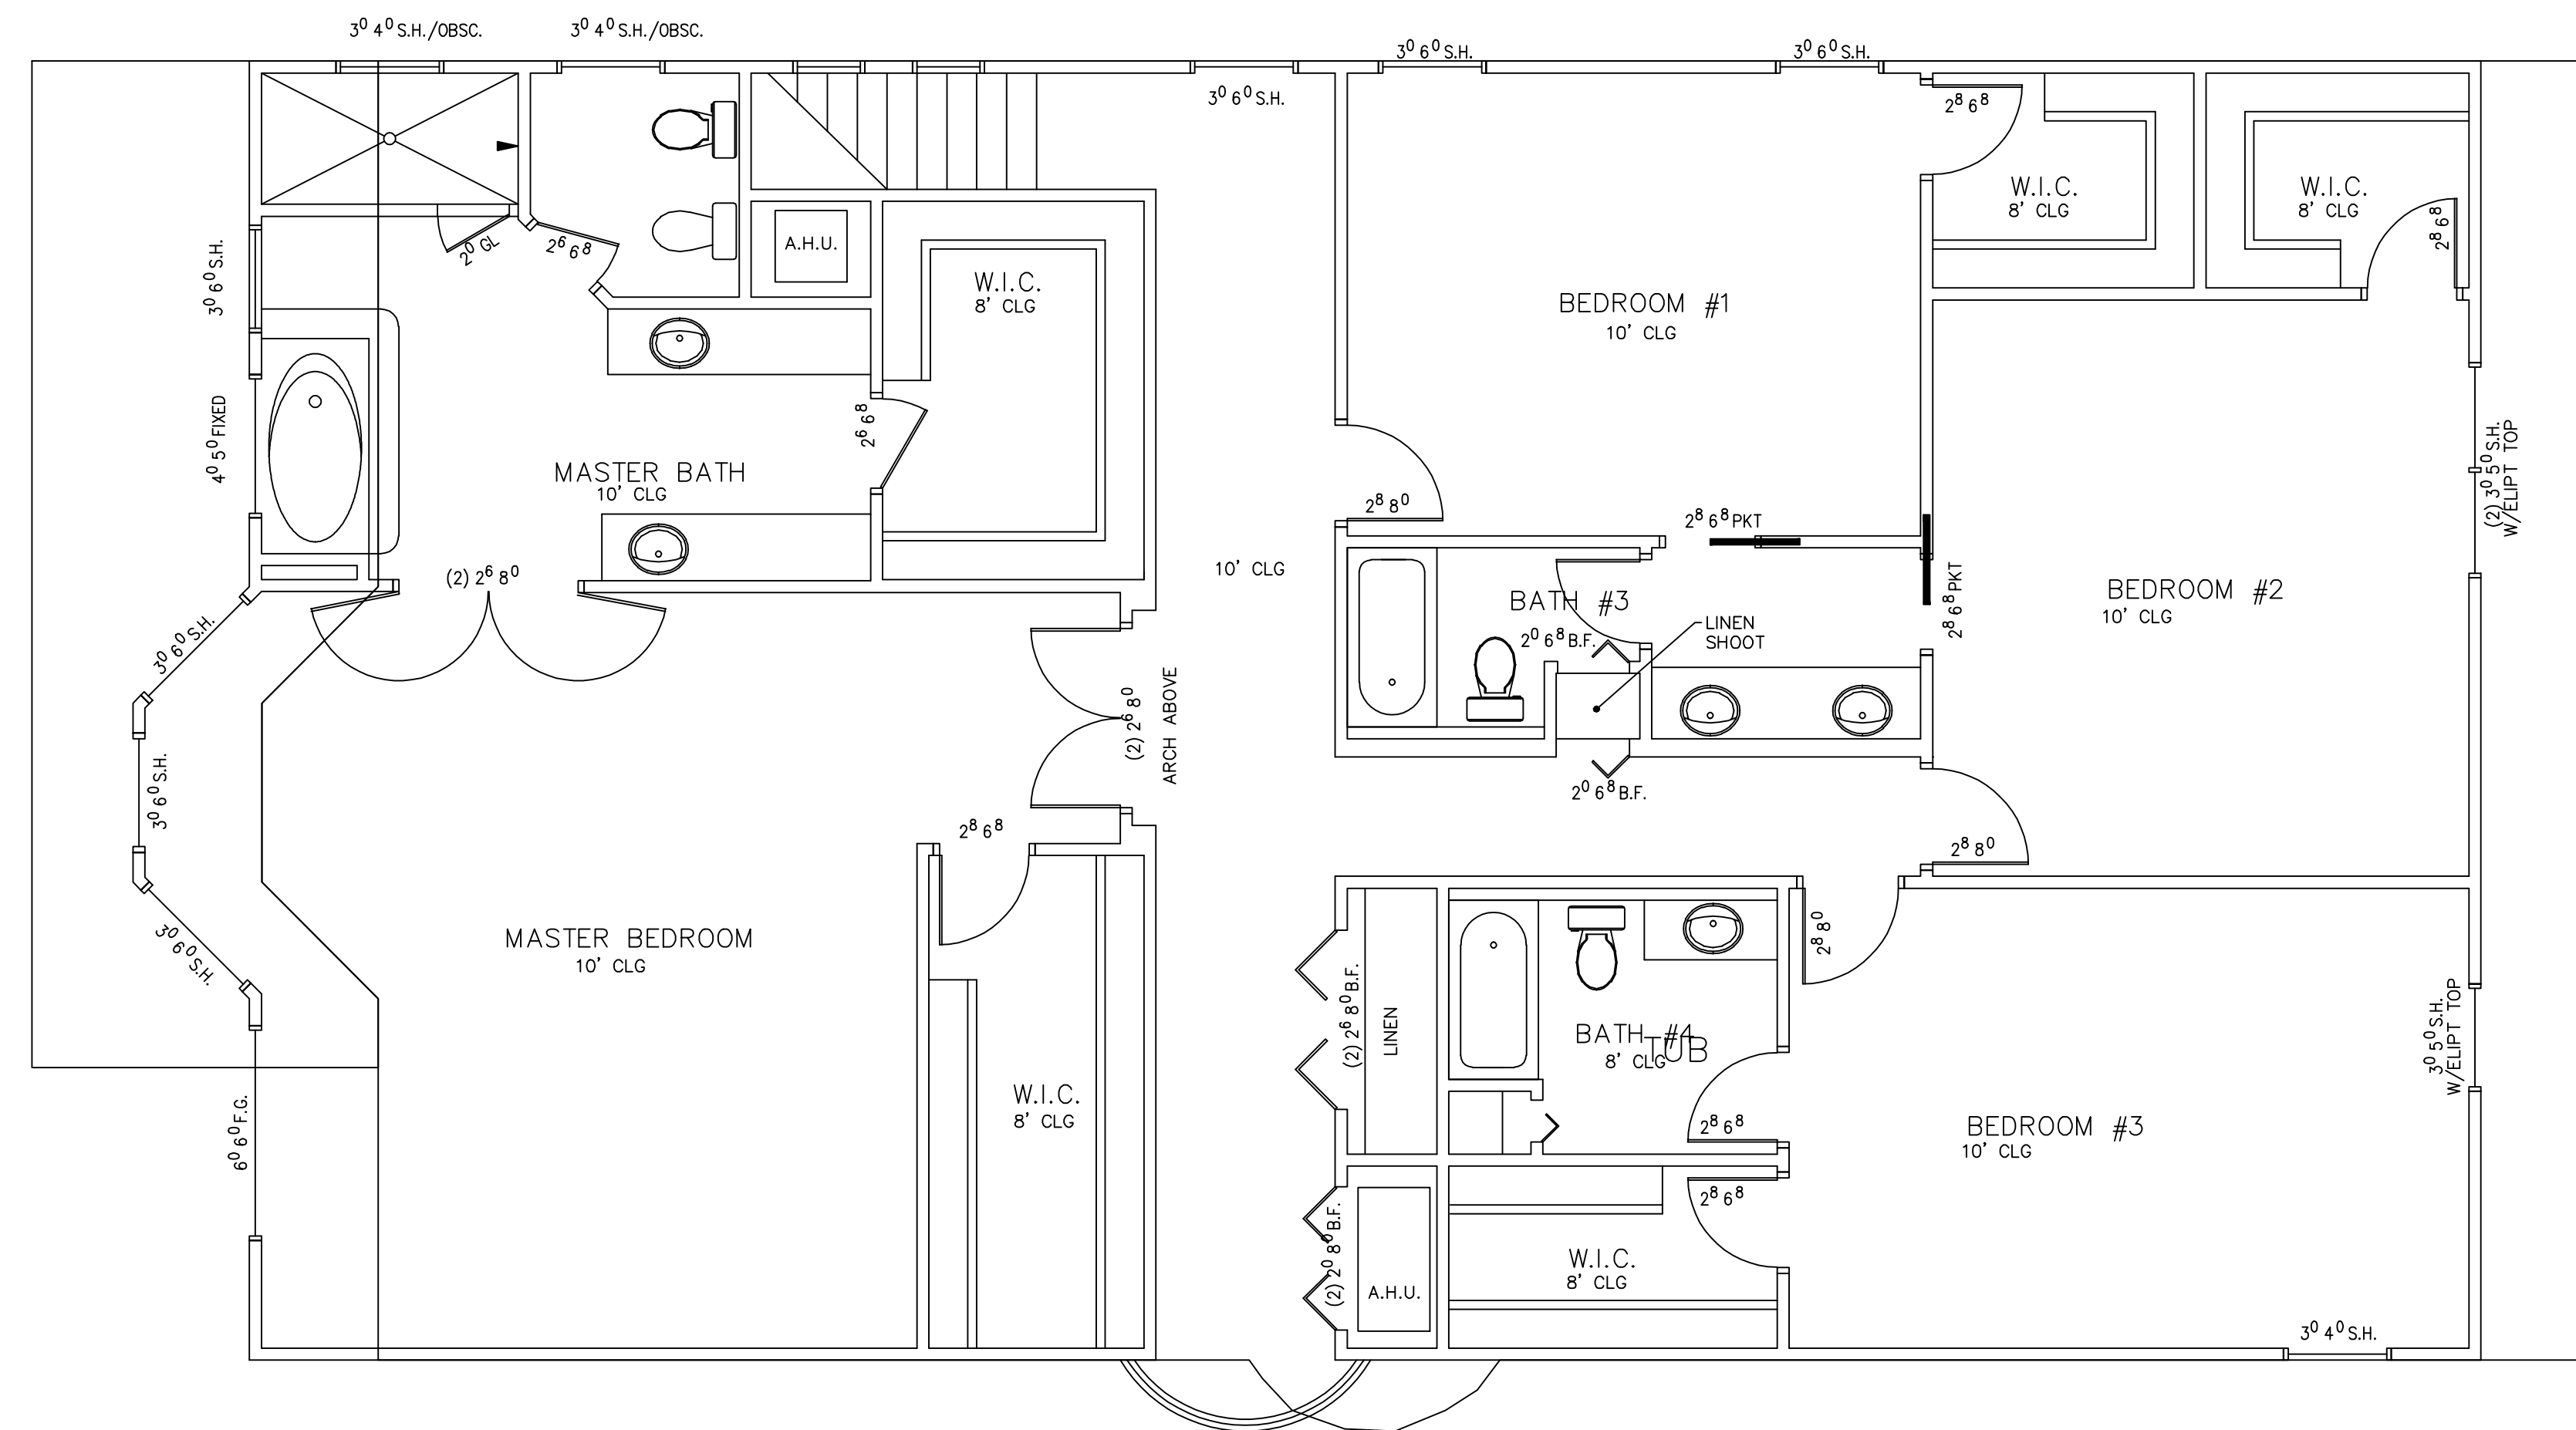 3⁰ 4⁰ S.H./OBSC.
3⁰ 4⁰ S.H./OBSC.
3⁰ 6⁰ S.H.
3⁰ 6⁰ S.H.
3⁰ 6⁰ S.H.
2⁸ 6⁸
W.I.C.
8' CLG
W.I.C.
8' CLG
2⁸ 6⁸
A.H.U.
2⁰ GL
2⁶ 6⁸
3⁰ 6⁰ S.H.
W.I.C.
8' CLG
BEDROOM #1
10' CLG
4⁰ 5⁰ FIXED
2⁶ 6⁸
MASTER BATH
10' CLG
2⁸ 8⁰
2⁸ 6⁸ PKT
(2) 3⁰ 5⁰ S.H.
W/ELIPT TOP
(2) 2⁶ 8⁰
10' CLG
BATH #3
2⁰ 6⁸ B.F.
LINEN
SHOOT
2⁸ 6⁸ PKT
BEDROOM #2
10' CLG
3⁰ 6⁰ S.H.
(2) 2⁶ 8⁰
ARCH ABOVE
3⁰ 6⁰ S.H.
2⁰ 6⁸ B.F.
2⁸ 6⁸
2⁸ 8⁰
3⁰ 6⁰ S.H.
MASTER BEDROOM
10' CLG
2⁸ 8⁰
(2) 2⁶ 8⁰ B.F.
LINEN
BATH #4
TUB
8' CLG
3⁰ 5⁰ S.H.
W/ELIPT TOP
W.I.C.
8' CLG
6⁰ 6⁰ F.G.
2⁸ 6⁸
BEDROOM #3
10' CLG
2⁸ 6⁸
(2) 2⁰ 8⁰ B.F.
A.H.U.
W.I.C.
8' CLG
3⁰ 4⁰ S.H.